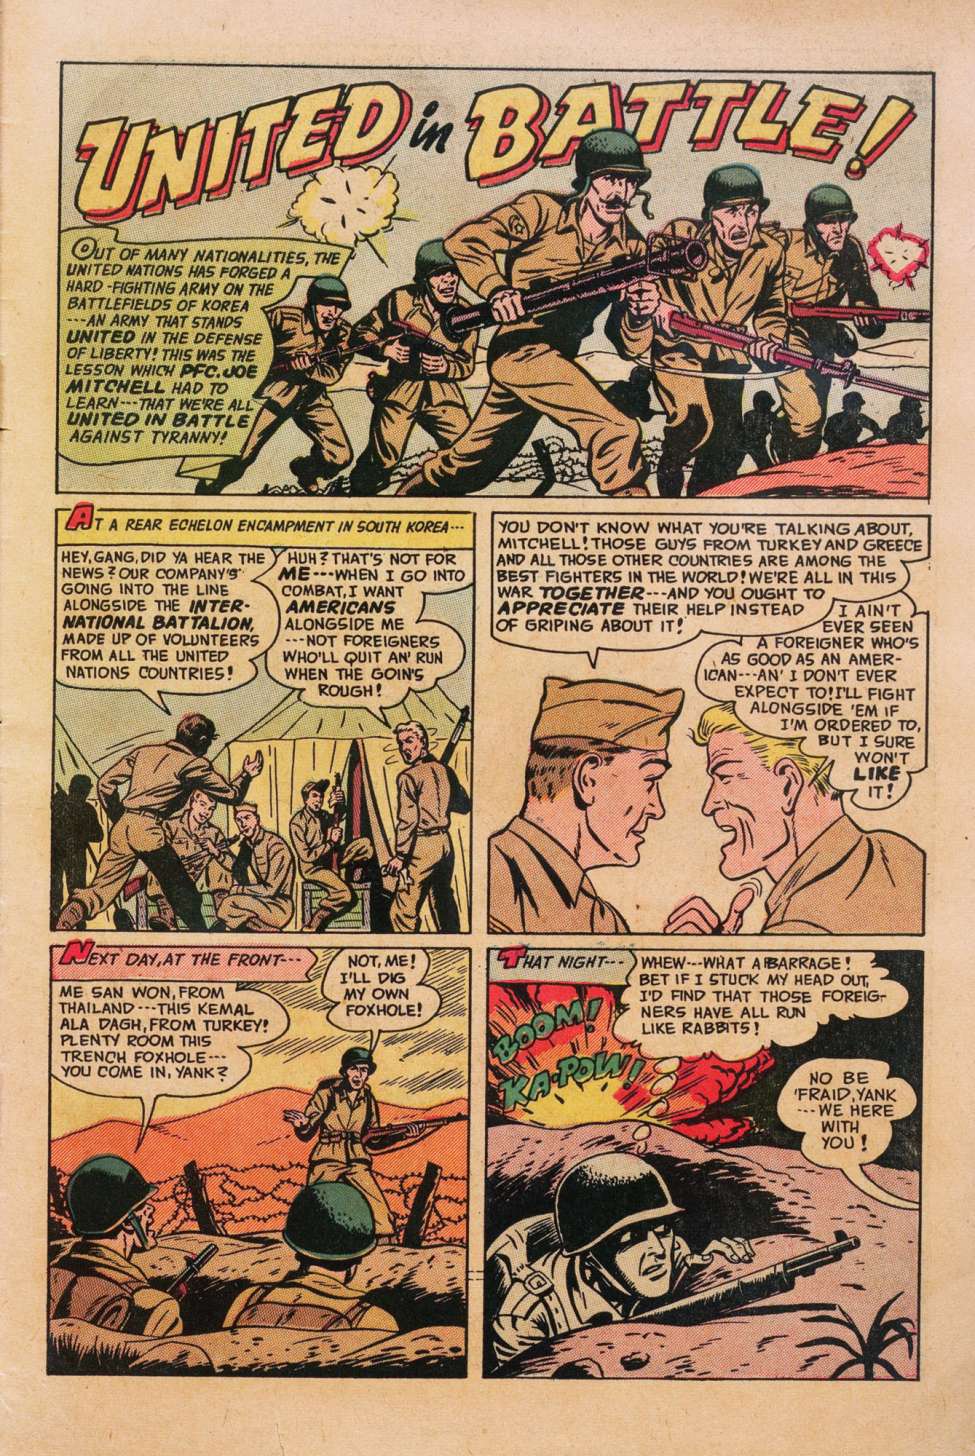 UNITED in BATTLE!
OUT OF MANY NATIONALITIES, THE
UNITED NATIONS HAS FORGED A
HARD-FIGHTING ARMY ON THE
BATTLEFIELDS OF KOREA
---AN ARMY THAT STANDS
UNITED IN THE DEFENSE
OF LIBERTY! THIS WAS THE
LESSON WHICH PFC. JOE
MITCHELL HAD TO
LEARN---THAT WE'RE ALL
UNITED IN BATTLE
AGAINST TYRANNY!
AT A REAR ECHELON ENCAMPMENT IN SOUTH KOREA---
HEY, GANG, DID YA HEAR THE
NEWS? OUR COMPANY'S
GOING INTO THE LINE
ALONGSIDE THE INTER-
NATIONAL BATTALION,
MADE UP OF VOLUNTEERS
FROM ALL THE UNITED
NATIONS COUNTRIES!
HUH? THAT'S NOT FOR
ME---WHEN I GO INTO
COMBAT, I WANT
AMERICANS
ALONGSIDE ME
---NOT FOREIGNERS
WHO'LL QUIT AN' RUN
WHEN THE GOIN'S
ROUGH!
YOU DON'T KNOW WHAT YOU'RE TALKING ABOUT,
MITCHELL! THOSE GUYS FROM TURKEY AND GREECE
AND ALL THOSE OTHER COUNTRIES ARE AMONG THE
BEST FIGHTERS IN THE WORLD! WE'RE ALL IN THIS
WAR TOGETHER---AND YOU OUGHT TO
APPRECIATE THEIR HELP INSTEAD
OF GRIPING ABOUT IT!
I AIN'T
EVER SEEN
A FOREIGNER WHO'S
AS GOOD AS AN AMER-
ICAN---AN' I DON'T EVER
EXPECT TO! I'LL FIGHT
ALONGSIDE 'EM IF
I'M ORDERED TO,
BUT I SURE
WON'T
LIKE
IT!
NEXT DAY, AT THE FRONT---
ME SAN WON, FROM
THAILAND---THIS KEMAL
ALA DAGH, FROM TURKEY!
PLENTY ROOM THIS
TRENCH FOXHOLE---
YOU COME IN, YANK?
NOT, ME!
I'LL DIG
MY OWN
FOXHOLE!
THAT NIGHT---
BOOM!
KA-POW!
WHEW---WHAT A BARRAGE!
BET IF I STUCK MY HEAD OUT,
I'D FIND THAT THOSE FOREIG-
NERS HAVE ALL RUN
LIKE RABBITS!
NO BE
'FRAID, YANK
---WE HERE
WITH
YOU!